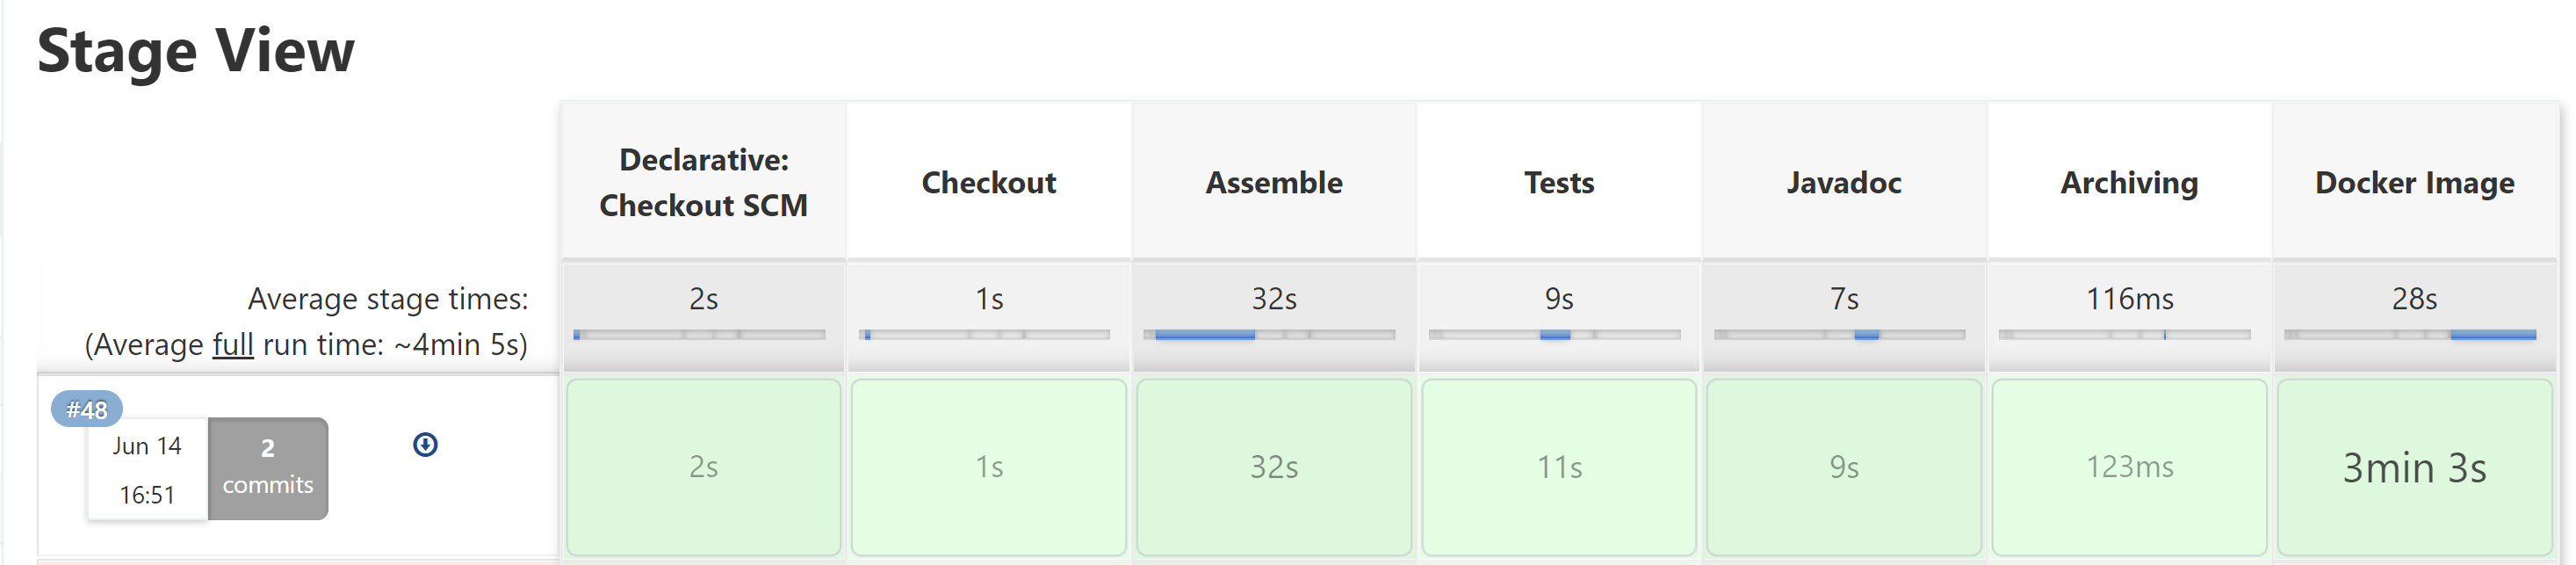 Stage View
Declarative:
Checkout SCM
Checkout
Assemble
Tests
Javadoc
Archiving
Docker Image
Average stage times:
(Average full run time: ~4min 5s)
2s
1s
32s
9s
7s
116ms
28s
#48
Jun 14
16:51
2
commits
2s
1s
32s
11s
9s
123ms
3min 3s